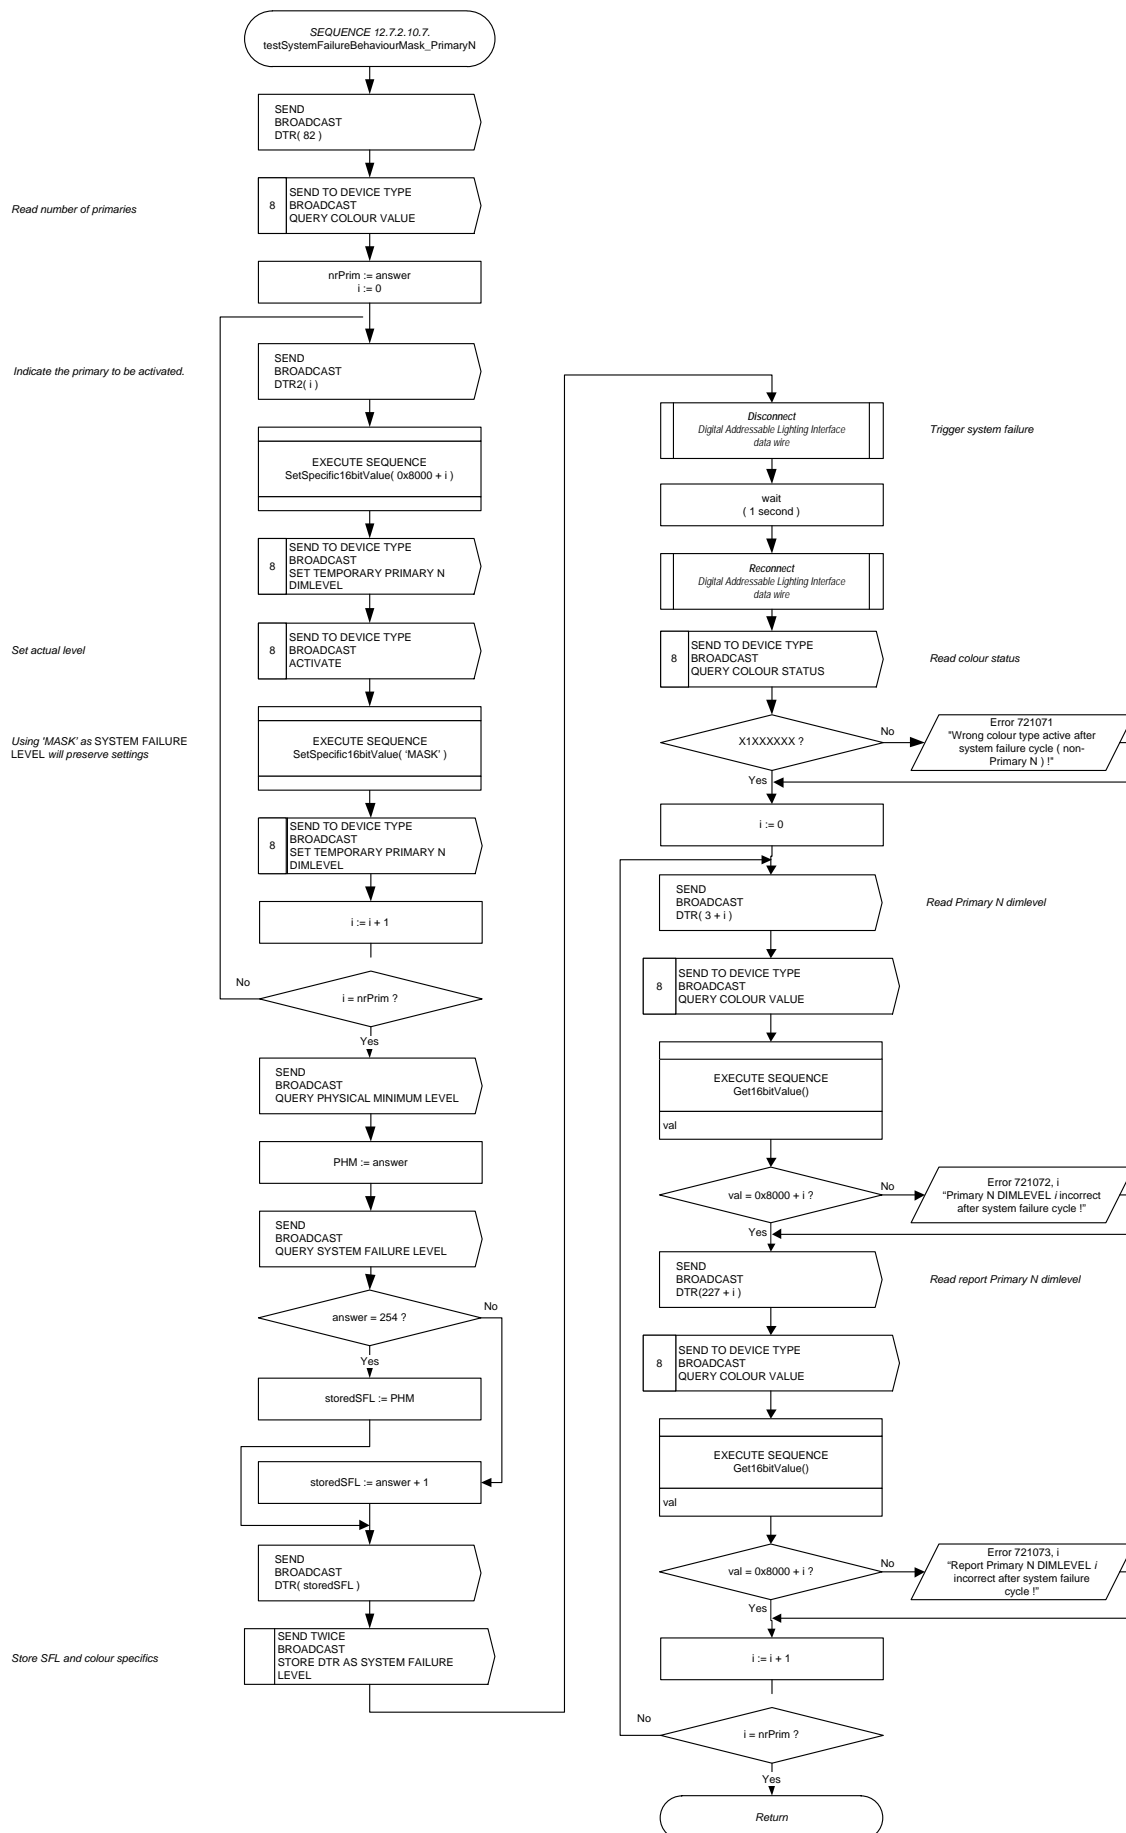 SEQUENCE 12.7.2.10.7.
testSystemFailureBehaviourMask_PrimaryN
SEND
BROADCAST
DTR( 82 )
Read number of primaries
8
SEND TO DEVICE TYPE
BROADCAST
QUERY COLOUR VALUE
nrPrim := answer
i := 0
Indicate the primary to be activated.
SEND
BROADCAST
DTR2( i )
EXECUTE SEQUENCE
SetSpecific16bitValue( 0x8000 + i )
8
SEND TO DEVICE TYPE
BROADCAST
SET TEMPORARY PRIMARY N
DIMLEVEL
Set actual level
8
SEND TO DEVICE TYPE
BROADCAST
ACTIVATE
Using 'MASK' as SYSTEM FAILURE
LEVEL will preserve settings
EXECUTE SEQUENCE
SetSpecific16bitValue( ‘MASK’ )
8
SEND TO DEVICE TYPE
BROADCAST
SET TEMPORARY PRIMARY N
DIMLEVEL
i := i + 1
No
i = nrPrim ?
Yes
SEND
BROADCAST
QUERY PHYSICAL MINIMUM LEVEL
PHM := answer
SEND
BROADCAST
QUERY SYSTEM FAILURE LEVEL
answer = 254 ?
No
Yes
storedSFL := PHM
storedSFL := answer + 1
SEND
BROADCAST
DTR( storedSFL )
Store SFL and colour specifics
SEND TWICE
BROADCAST
STORE DTR AS SYSTEM FAILURE
LEVEL
Disconnect
Digital Addressable Lighting Interface
data wire
Trigger system failure
wait
( 1 second )
Reconnect
Digital Addressable Lighting Interface
data wire
8
SEND TO DEVICE TYPE
BROADCAST
QUERY COLOUR STATUS
Read colour status
X1XXXXXX ?
No
Error 721071
"Wrong colour type active after
system failure cycle ( non-
Primary N ) !”
Yes
i := 0
SEND
BROADCAST
DTR( 3 + i )
Read Primary N dimlevel
8
SEND TO DEVICE TYPE
BROADCAST
QUERY COLOUR VALUE
EXECUTE SEQUENCE
Get16bitValue()
val
val = 0x8000 + i ?
No
Error 721072, i
“Primary N DIMLEVEL i incorrect
after system failure cycle !”
Yes
SEND
BROADCAST
DTR(227 + i )
Read report Primary N dimlevel
8
SEND TO DEVICE TYPE
BROADCAST
QUERY COLOUR VALUE
EXECUTE SEQUENCE
Get16bitValue()
val
val = 0x8000 + i ?
No
Error 721073, i
“Report Primary N DIMLEVEL i
incorrect after system failure
cycle !”
Yes
i := i + 1
No
i = nrPrim ?
Yes
Return